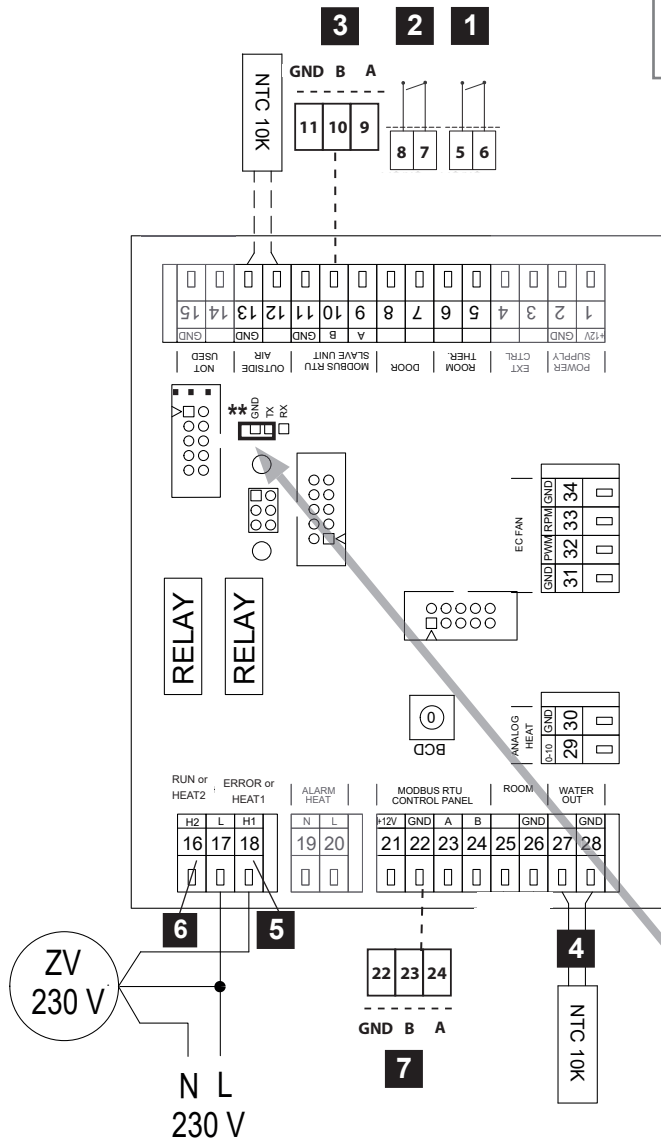 3 2 1
GND B A
NTC 10K
11 10 9
8 7
5 6
15 14 13 12 11 10 9 8 7 6 5 4 3 2 1
GND GND GND B A GND +12V
NOT USED
OUTSIDE AIR
MODBUS RTU SLAVE UNIT
DOOR
ROOM THER.
EXT CTRL
POWER SUPPLY
**
GND
TX
RX
EC FAN
GND PWM RPM GND
31 32 33 34
RELAY
RELAY
0
BCD
ANALOG HEAT
0-10 GND
29 30
RUN or HEAT2
ERROR or HEAT1
ALARM HEAT
MODBUS RTU CONTROL PANEL
ROOM
WATER OUT
H2 L H1 N L +12V GND A B GND GND
16 17 18 19 20 21 22 23 24 25 26 27 28
6 5
4
ZV
230 V
22 23 24
GND B A
7
NTC 10K
N L
230 V